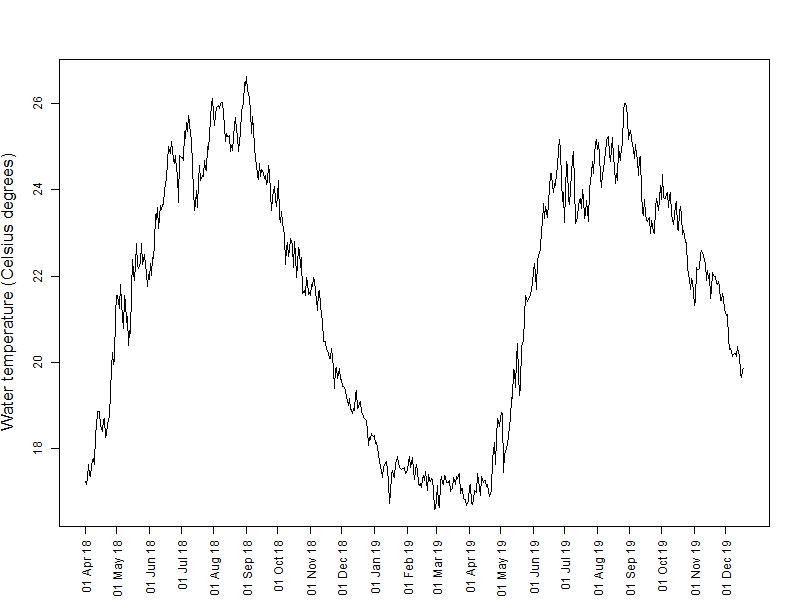 Water temperature (Celsius degrees)
26
24
22
20
18
01 Apr 18
01 May 18
01 Jun 18
01 Jul 18
01 Aug 18
01 Sep 18
01 Oct 18
01 Nov 18
01 Dec 18
01 Jan 19
01 Feb 19
01 Mar 19
01 Apr 19
01 May 19
01 Jun 19
01 Jul 19
01 Aug 19
01 Sep 19
01 Oct 19
01 Nov 19
01 Dec 19